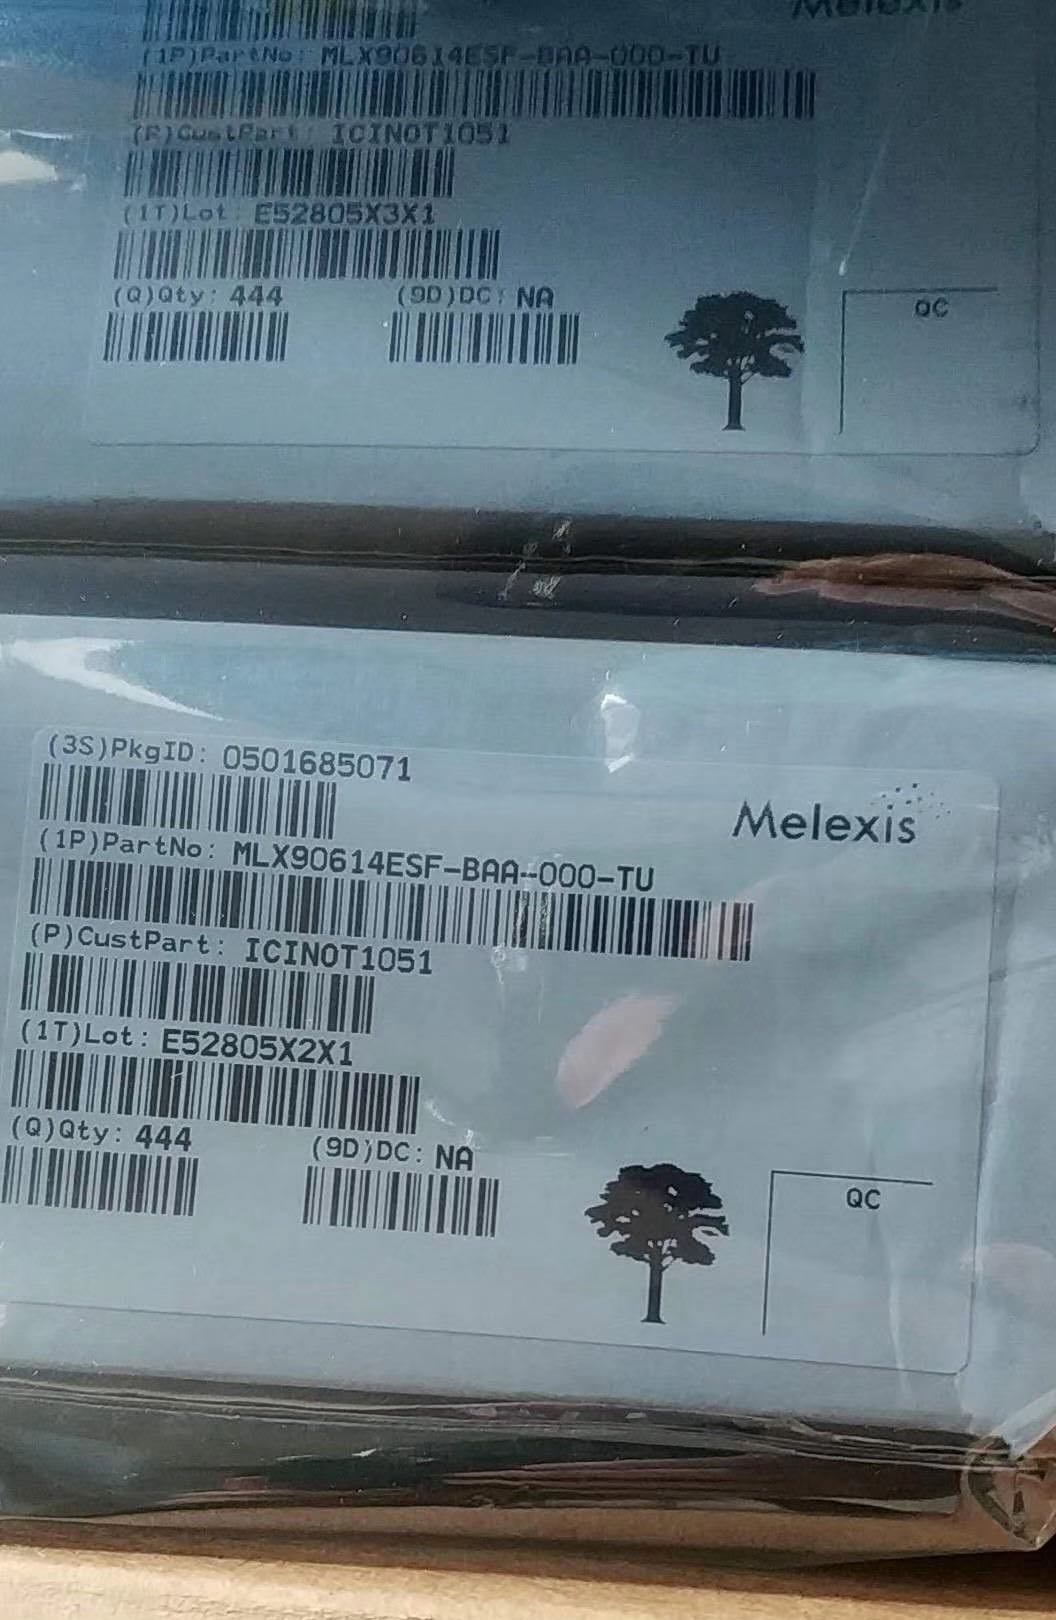 Melexis
(1P)PartNo: MLX90614ESF-BAA-000-TU
(P)CustPart: ICINOT1051
(1T)Lot: E52805X3X1
(Q)Qty: 444 (9D)DC: NA
QC
(3S)PkgID: 0501685071
Melexis
(1P)PartNo: MLX90614ESF-BAA-000-TU
(P)CustPart: ICINOT1051
(1T)Lot: E52805X2X1
(Q)Qty: 444 (9D)DC: NA
QC